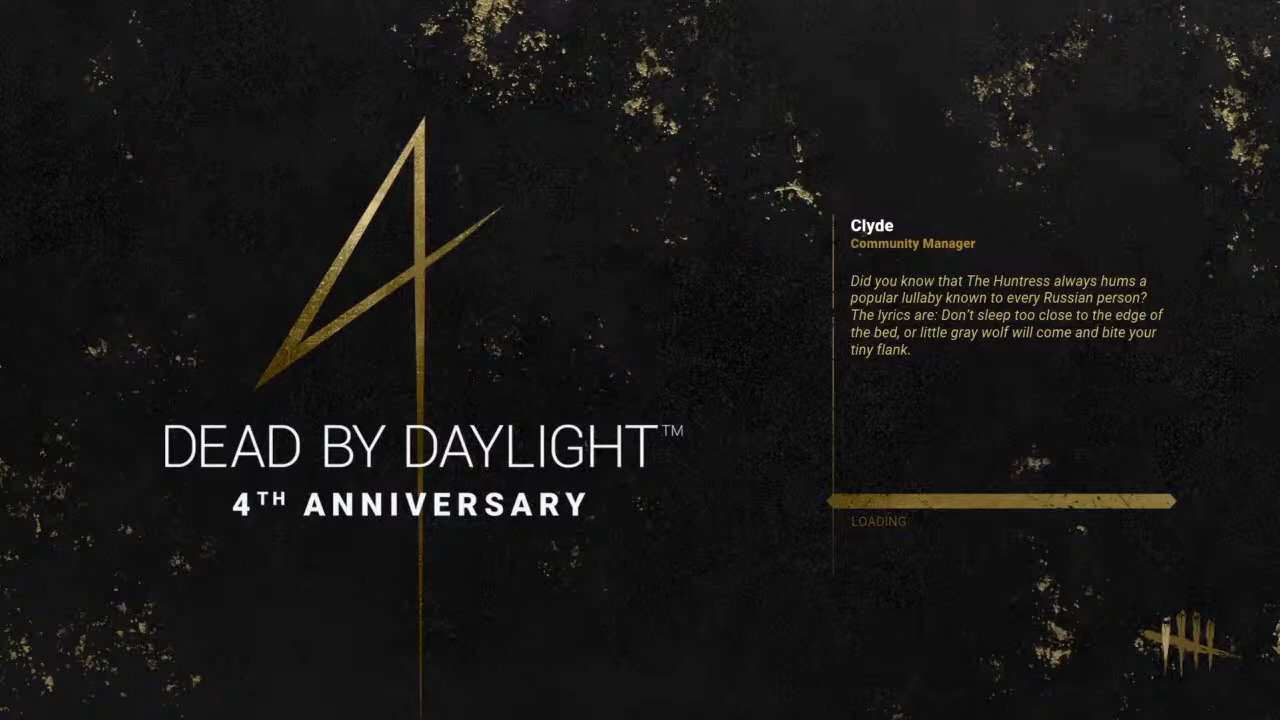 DEAD BY DAYLIGHT™
4TH ANNIVERSARY
Clyde
Community Manager
Did you know that The Huntress always hums a
popular lullaby known to every Russian person?
The lyrics are: Don't sleep too close to the edge of
the bed, or little gray wolf will come and bite your
tiny flank.
LOADING